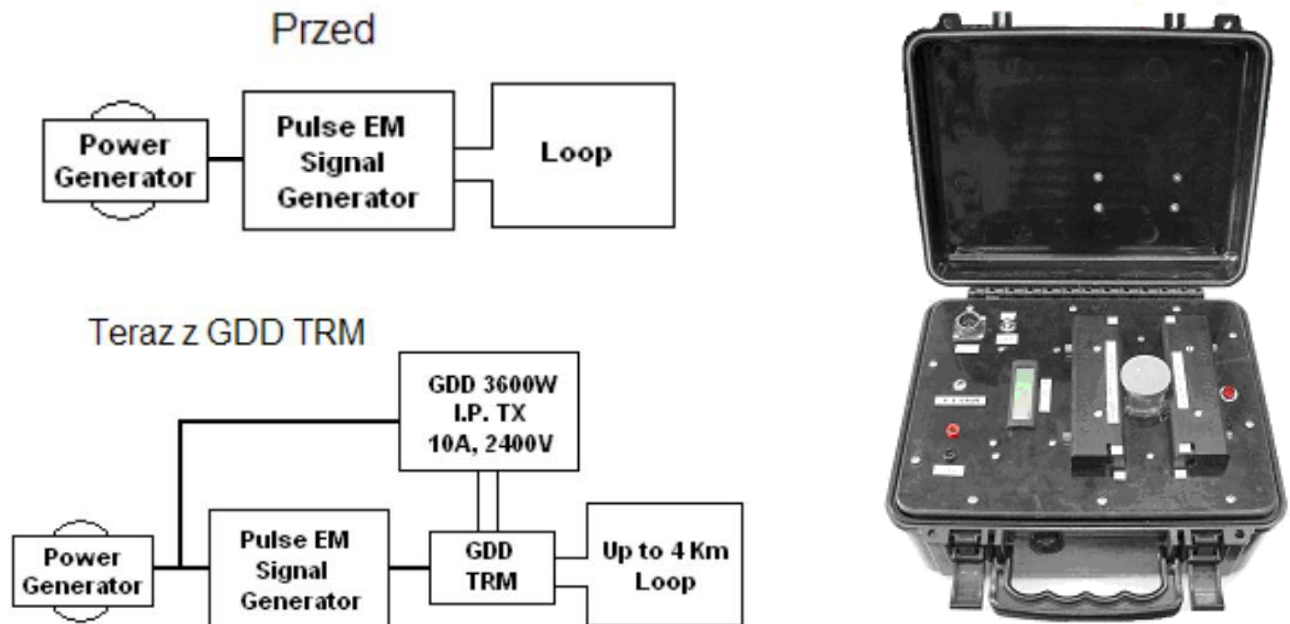 Przed
Power
Generator
Pulse EM
Signal
Generator
Loop
Teraz z GDD TRM
GDD 3600W
I.P. TX
10A, 2400V
Power
Generator
Pulse EM
Signal
Generator
GDD
TRM
Up to 4 Km
Loop